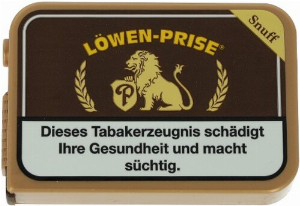 Snuff
LÖWEN-PRISE®
P
Dieses Tabakerzeugnis schädigt
Ihre Gesundheit und macht
süchtig.